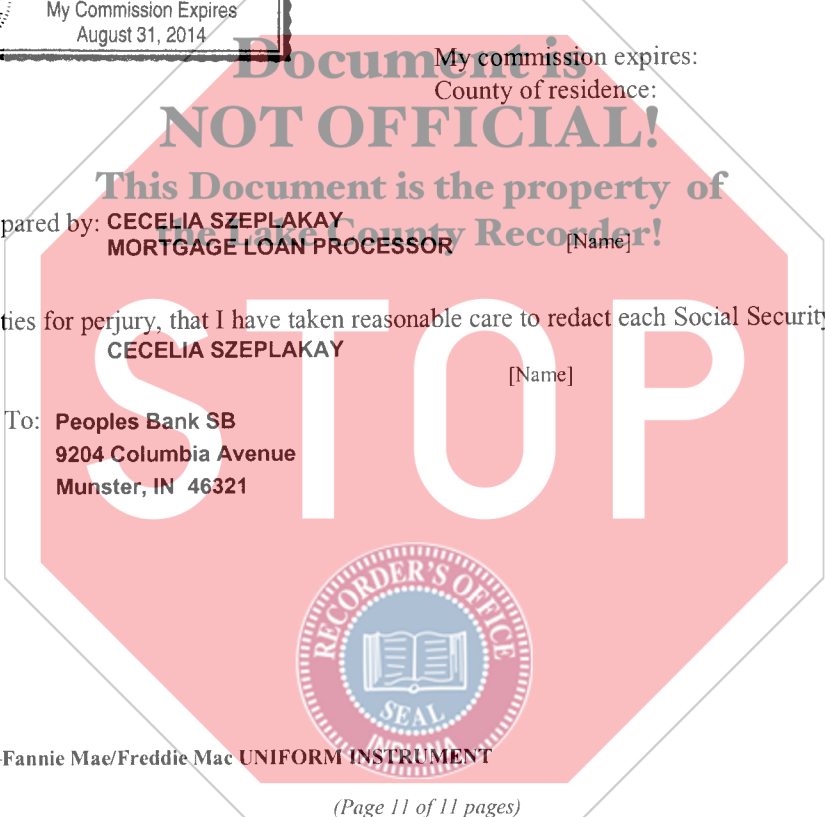 My Commission Expires
August 31, 2014
Document is
My commission expires:
County of residence:
NOT OFFICIAL!
This Document is the property of
the Lake County Recorder!
pared by: CECELIA SZEPLAKAY
MORTGAGE LOAN PROCESSOR [Name]
ties for perjury, that I have taken reasonable care to redact each Social Security
CECELIA SZEPLAKAY
[Name]
To: Peoples Bank SB
9204 Columbia Avenue
Munster, IN 46321
STOP
RECORDER'S OFFICE
SEAL
INDIANA
-Fannie Mae/Freddie Mac UNIFORM INSTRUMENT
(Page 11 of 11 pages)